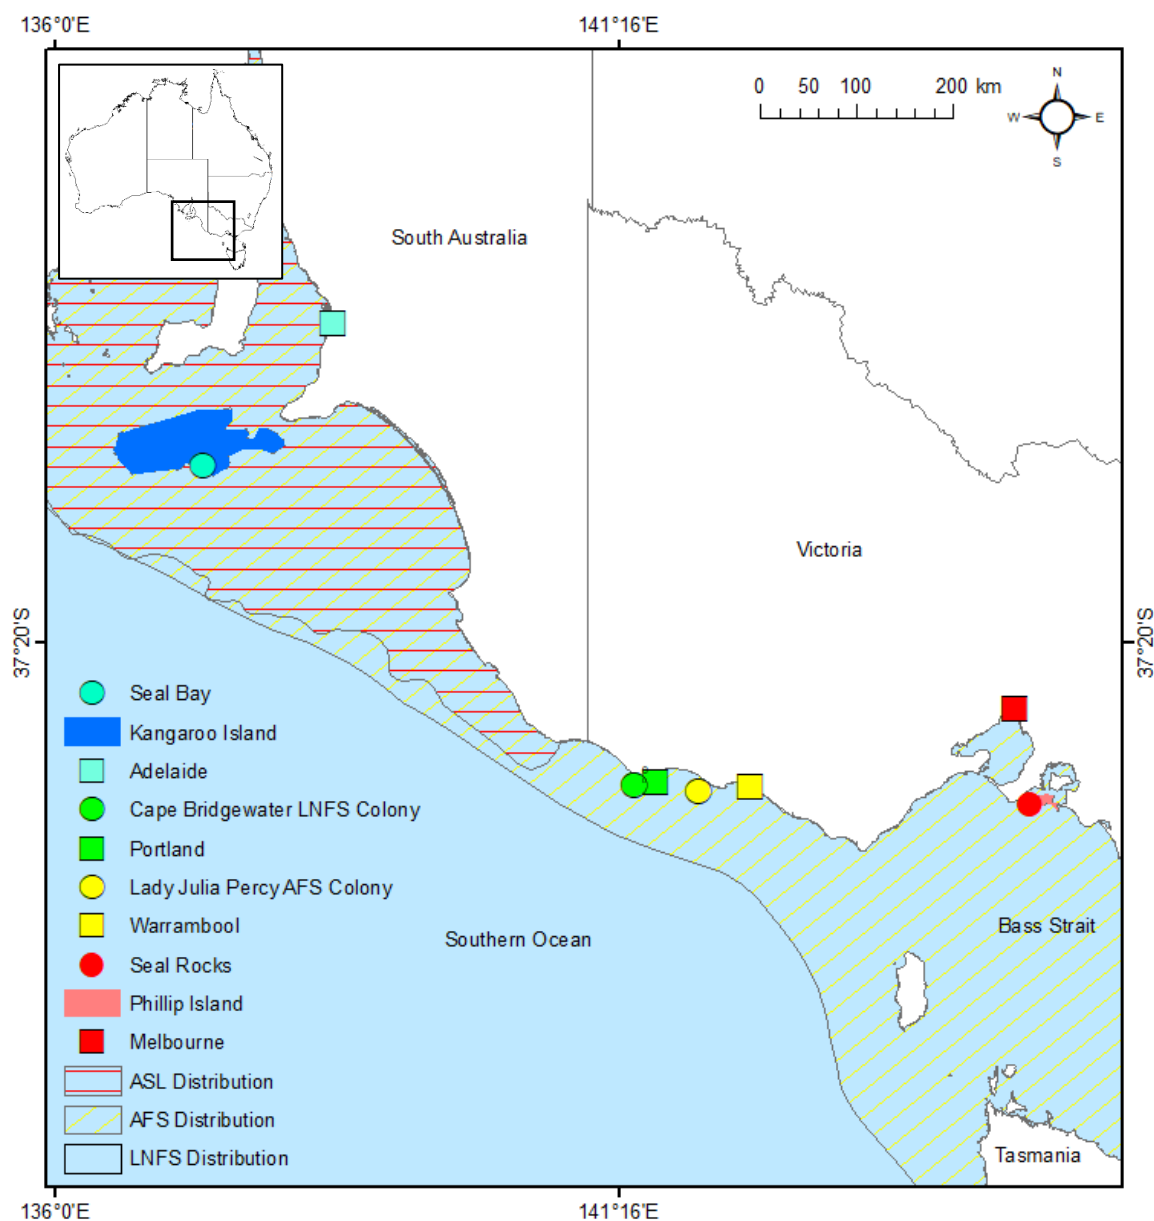 136°0'E 141°16'E
0 50 100 200 km
N
W E
S
South Australia
Victoria
37°20'S 37°20'S
Seal Bay
Kangaroo Island
Adelaide
Cape Bridgewater LNFS Colony
Portland
Lady Julia Percy AFS Colony
Warrambool
Bass Strait
Southern Ocean
Seal Rocks
Phillip Island
Melbourne
ASL Distribution
AFS Distribution
LNFS Distribution
Tasmania
136°0'E 141°16'E